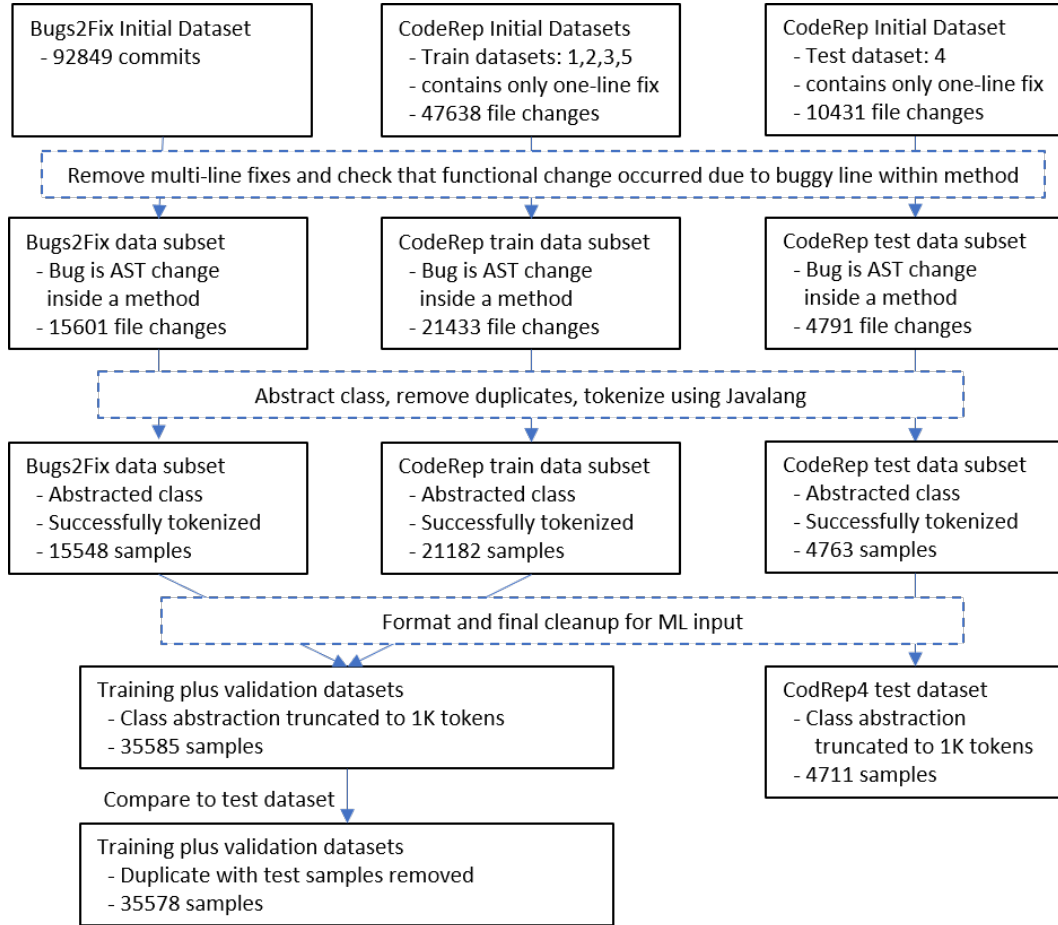 Bugs2Fix Initial Dataset
- 92849 commits
CodeRep Initial Datasets
- Train datasets: 1,2,3,5
- contains only one-line fix
- 47638 file changes
CodeRep Initial Dataset
- Test dataset: 4
- contains only one-line fix
- 10431 file changes
Remove multi-line fixes and check that functional change occurred due to buggy line within method
Bugs2Fix data subset
- Bug is AST change
inside a method
- 15601 file changes
CodeRep train data subset
- Bug is AST change
inside a method
- 21433 file changes
CodeRep test data subset
- Bug is AST change
inside a method
- 4791 file changes
Abstract class, remove duplicates, tokenize using Javalang
Bugs2Fix data subset
- Abstracted class
- Successfully tokenized
- 15548 samples
CodeRep train data subset
- Abstracted class
- Successfully tokenized
- 21182 samples
CodeRep test data subset
- Abstracted class
- Successfully tokenized
- 4763 samples
Format and final cleanup for ML input
Training plus validation datasets
- Class abstraction truncated to 1K tokens
- 35585 samples
CodRep4 test dataset
- Class abstraction
truncated to 1K tokens
- 4711 samples
Compare to test dataset
Training plus validation datasets
- Duplicate with test samples removed
- 35578 samples